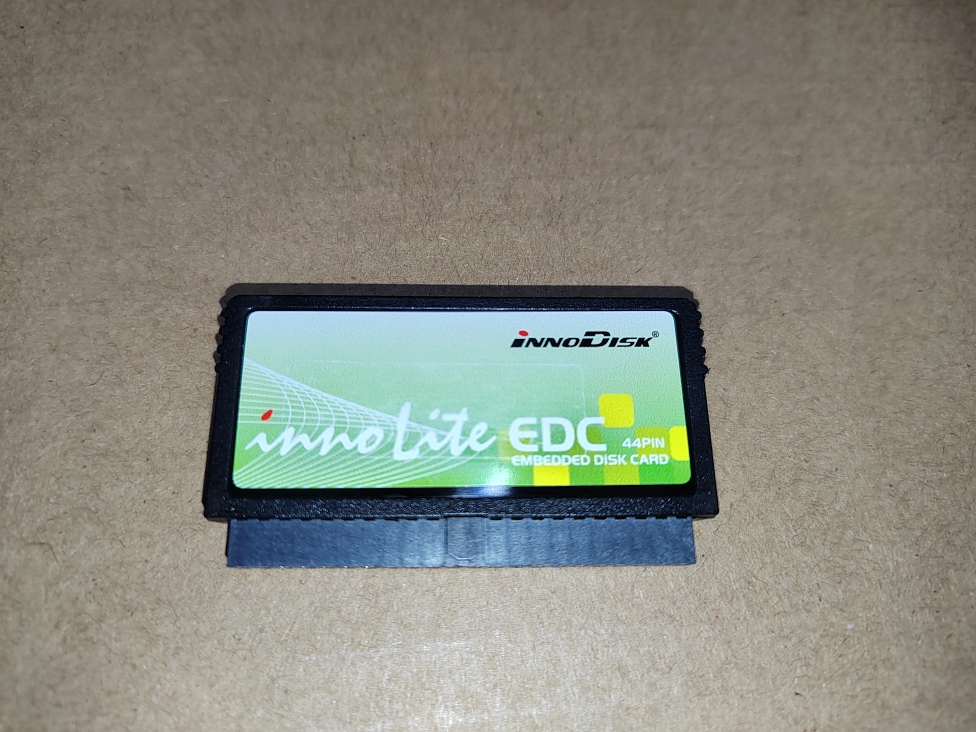 INNODISK®
innoLite EDC 44PIN
EMBEDDED DISK CARD